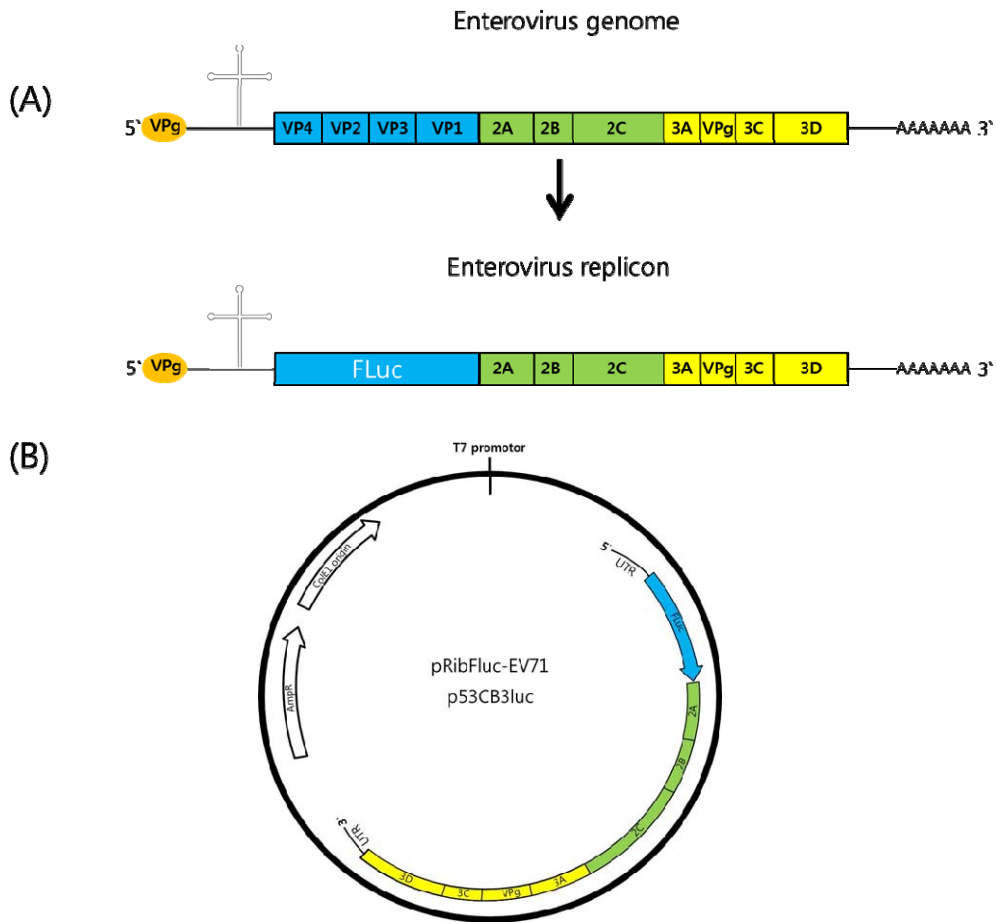 Enterovirus genome
(A)
5` VPg VP4 VP2 VP3 VP1 2A 2B 2C 3A VPg 3C 3D AAAAAAA 3`
Enterovirus replicon
5` VPg FLuc 2A 2B 2C 3A VPg 3C 3D AAAAAAA 3`
(B)
T7 promotor
5`
UTR
FLuc
2A
2B
2C
3A
VPg
3C
3D
UTR
3`
AmpR
ColE1 origin
pRibFluc-EV71
p53CB3luc